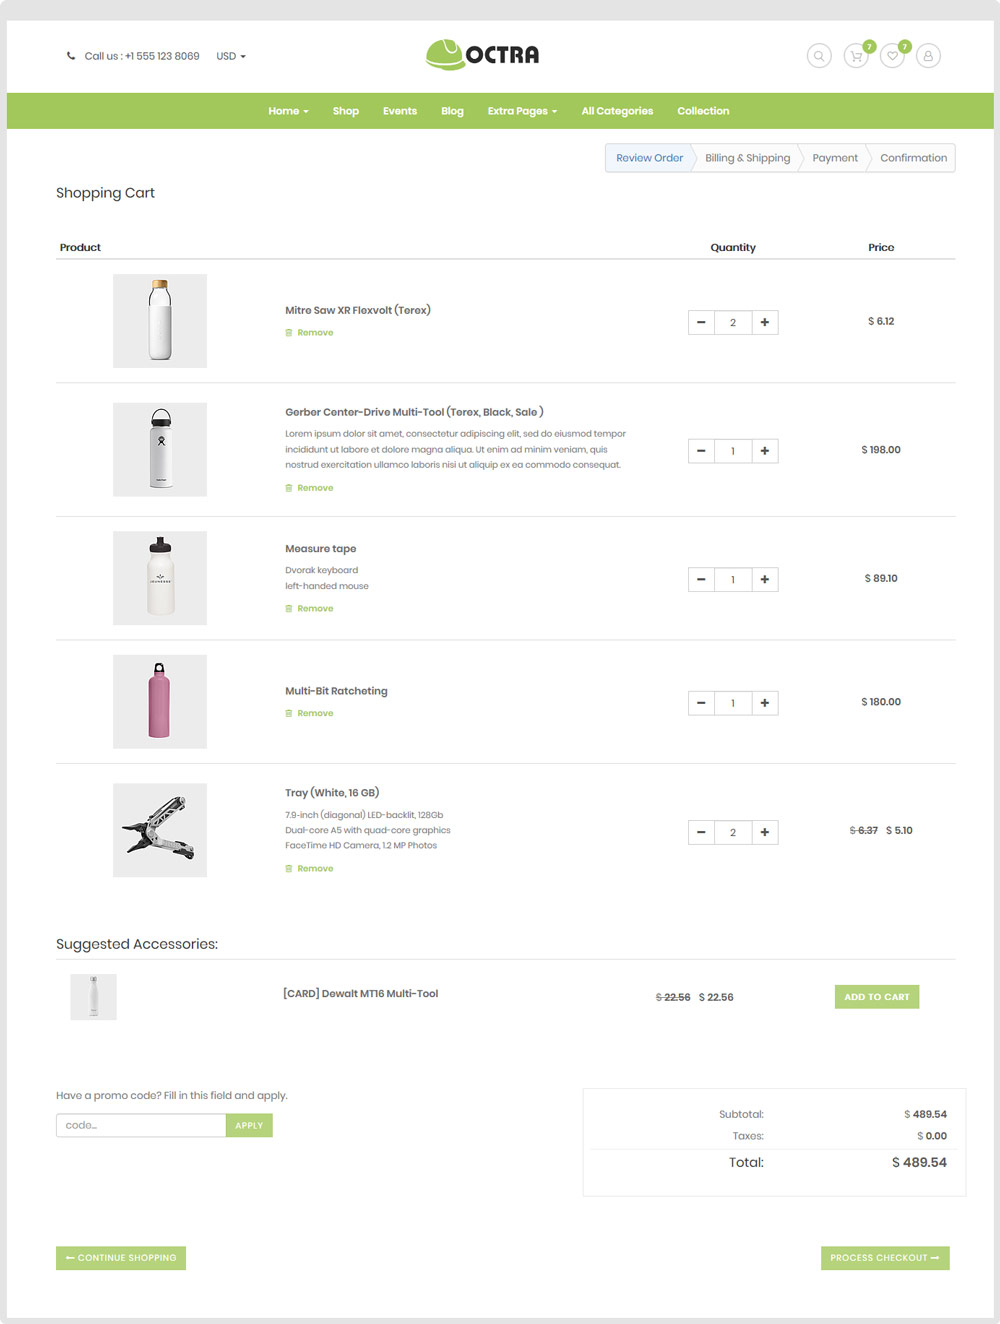 Call us : +1 555 123 8069 USD
OCTRA
7 7
Home Shop Events Blog Extra Pages All Categories Collection
Review Order Billing & Shipping Payment Confirmation
Shopping Cart
Product Quantity Price
Mitre Saw XR Flexvolt (Terex)
Remove
− 2 +
$ 6.12
Gerber Center-Drive Multi-Tool (Terex, Black, Sale )
Lorem ipsum dolor sit amet, consectetur adipiscing elit, sed do eiusmod tempor
incididunt ut labore et dolore magna aliqua. Ut enim ad minim veniam, quis
nostrud exercitation ullamco laboris nisi ut aliquip ex ea commodo consequat.
Remove
− 1 +
$ 198.00
Measure tape
Dvorak keyboard
left-handed mouse
Remove
− 1 +
$ 89.10
Multi-Bit Ratcheting
Remove
− 1 +
$ 180.00
Tray (White, 16 GB)
7.9-inch (diagonal) LED-backlit, 128Gb
Dual-core A5 with quad-core graphics
FaceTime HD Camera, 1.2 MP Photos
Remove
− 2 +
$ 6.37 $ 5.10
Suggested Accessories:
[CARD] Dewalt MT16 Multi-Tool $ 22.56 $ 22.56 ADD TO CART
Have a promo code? Fill in this field and apply.
code... APPLY
Subtotal: $ 489.54
Taxes: $ 0.00
Total: $ 489.54
← CONTINUE SHOPPING PROCESS CHECKOUT →